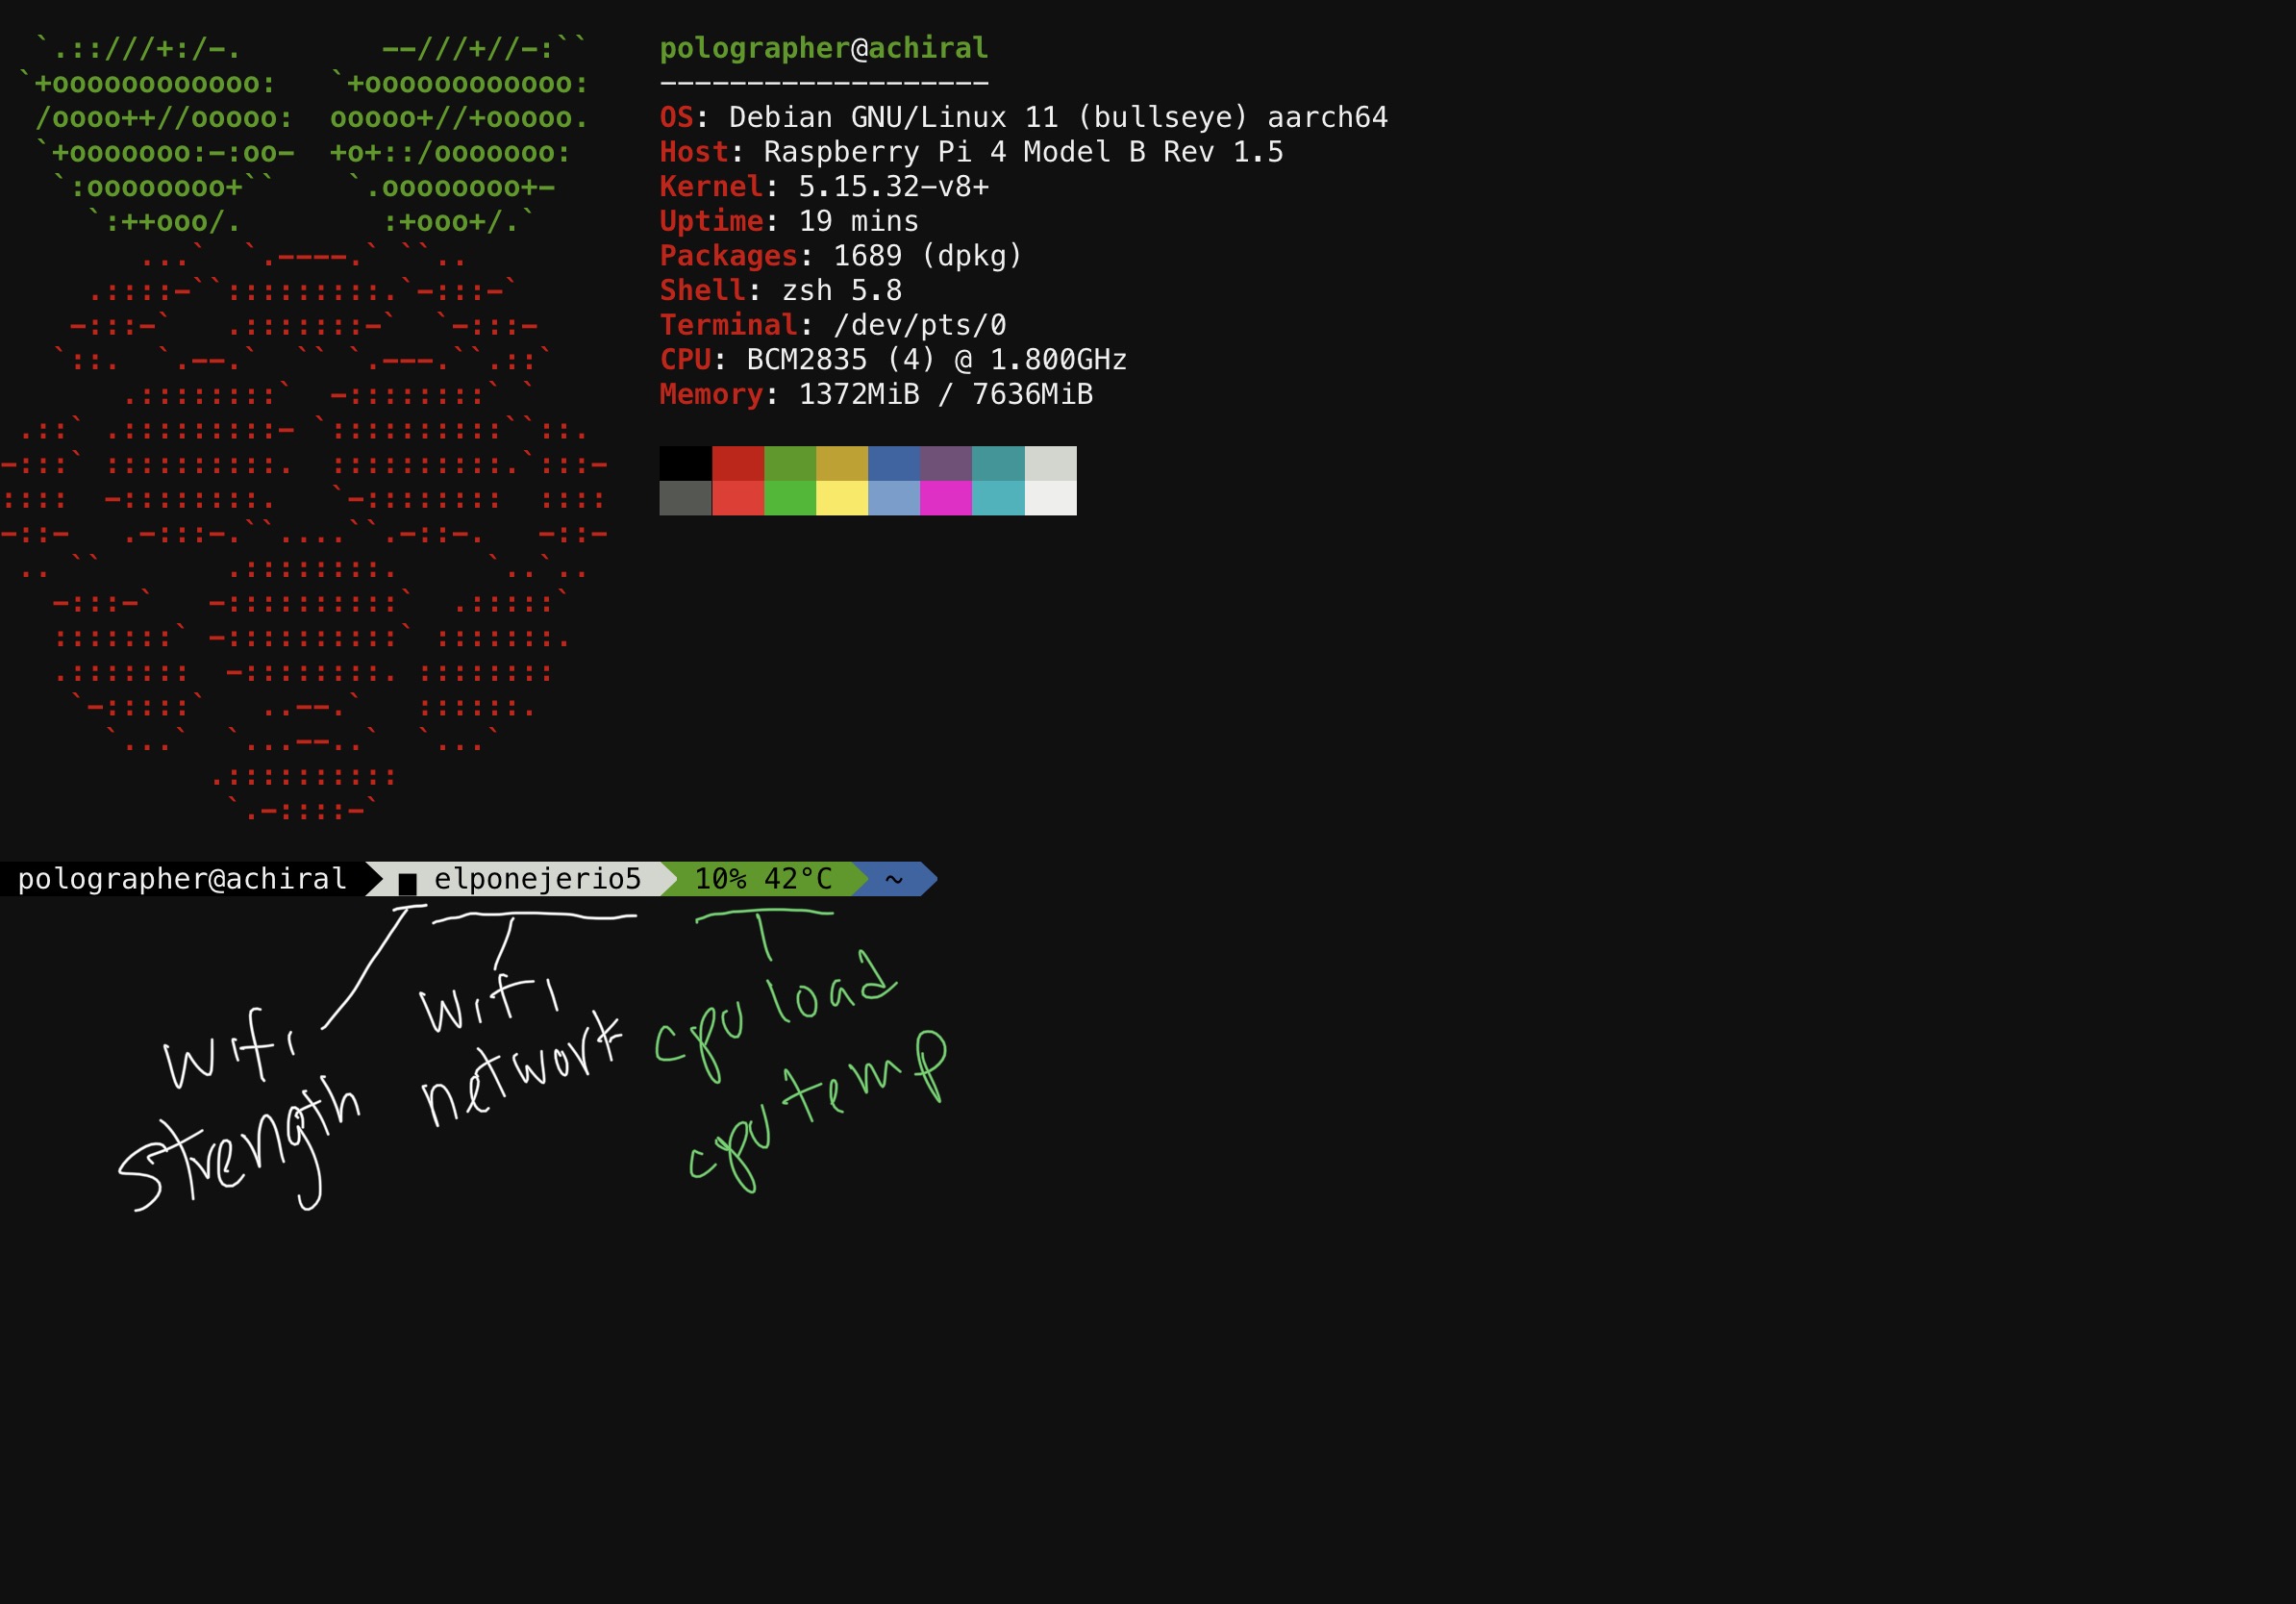 polographer@achiral
-------------------
OS: Debian GNU/Linux 11 (bullseye) aarch64
Host: Raspberry Pi 4 Model B Rev 1.5
Kernel: 5.15.32-v8+
Uptime: 19 mins
Packages: 1689 (dpkg)
Shell: zsh 5.8
Terminal: /dev/pts/0
CPU: BCM2835 (4) @ 1.800GHz
Memory: 1372MiB / 7636MiB
polographer@achiral ▄ elponejerio5 10% 42°C ~
wifi
strength
wifi
network
cpu load
cpu temp